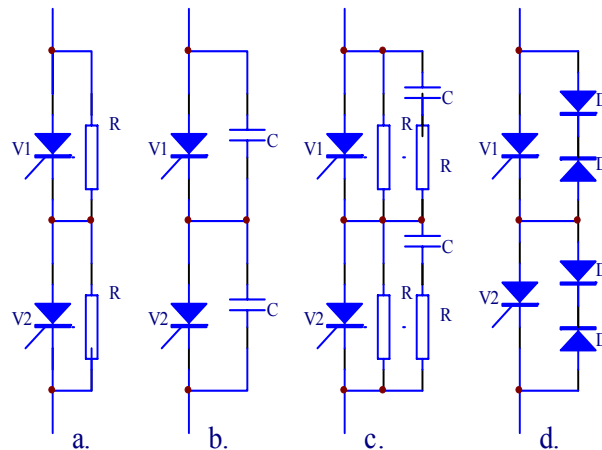 V1 R
V2 R
a.
V1 C
V2 C
b.
V1 R R C
V2 R R C
c.
V1 D D
V2 D D
d.